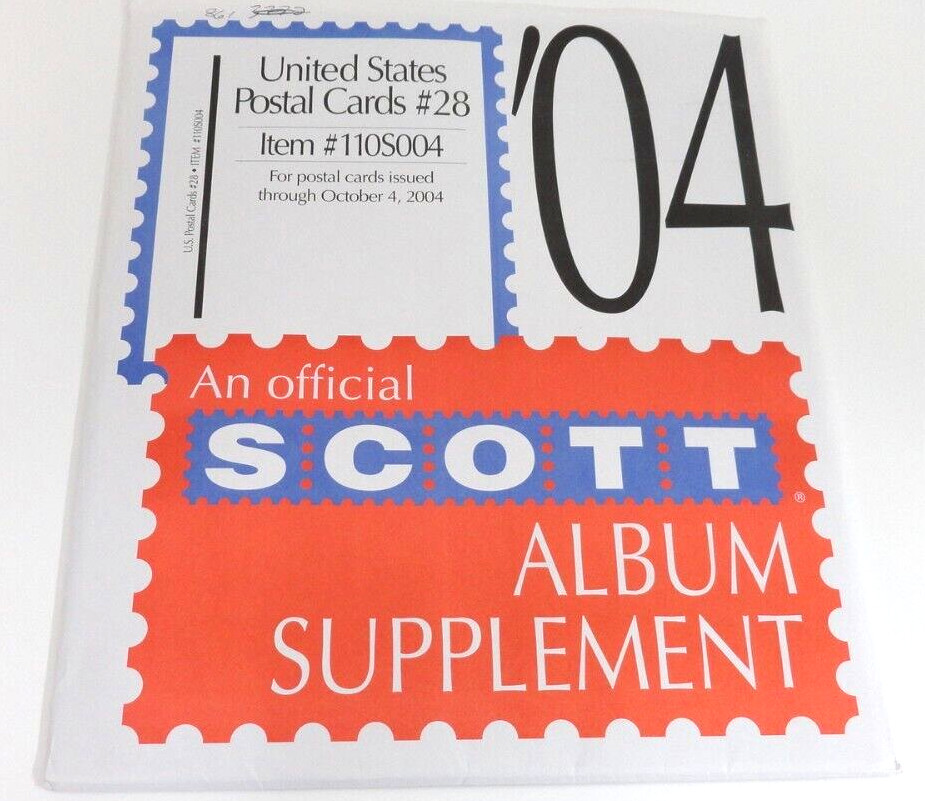 861
United States
Postal Cards #28
Item #110S004
For postal cards issued
through October 4, 2004
U.S. Postal Cards #28 • ITEM #110S004
'04
An official
SCOTT®
ALBUM
SUPPLEMENT